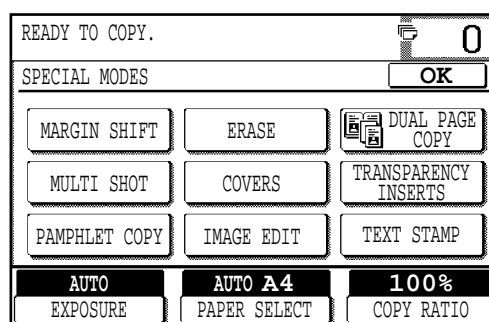 READY TO COPY. 0
SPECIAL MODES OK
MARGIN SHIFT ERASE DUAL PAGE
COPY
MULTI SHOT COVERS TRANSPARENCY
INSERTS
PAMPHLET COPY IMAGE EDIT TEXT STAMP
AUTO AUTO A4 100%
EXPOSURE PAPER SELECT COPY RATIO